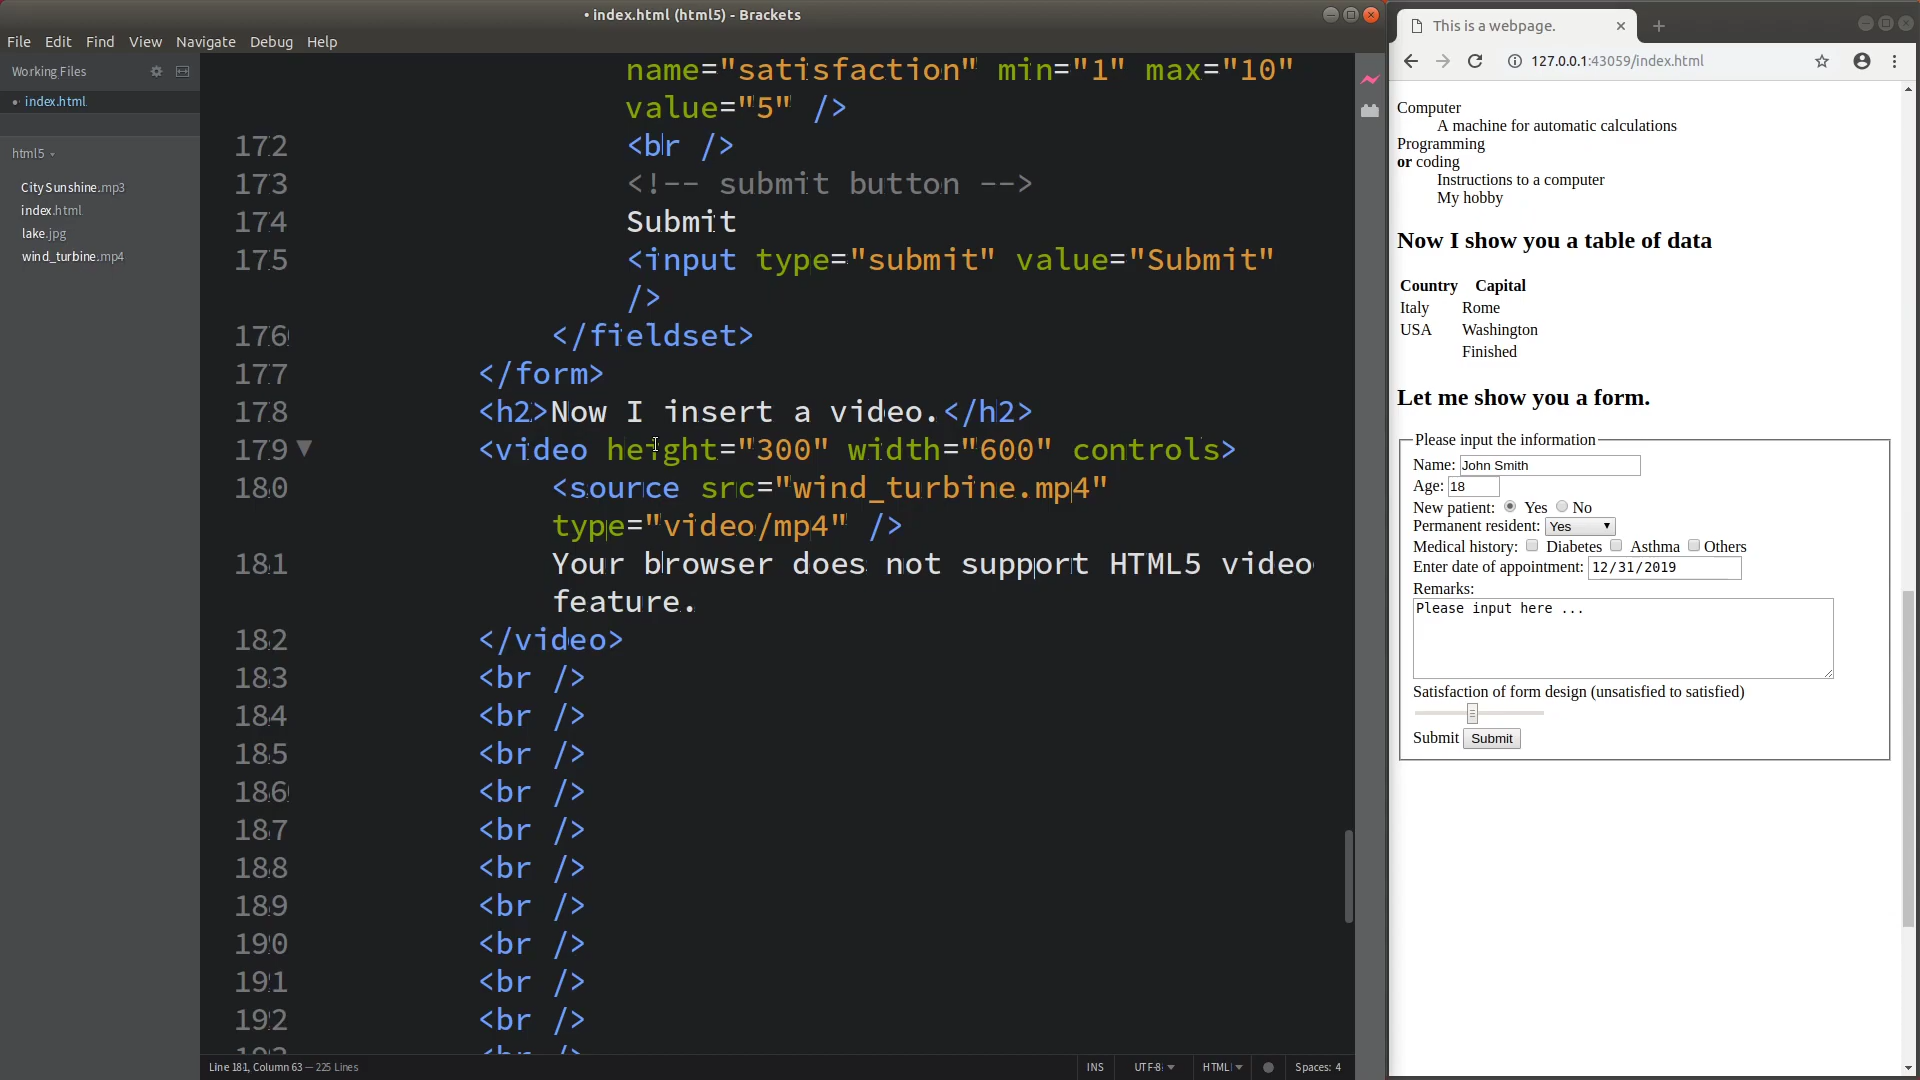 • index.html (html5) - Brackets
File Edit Find View Navigate Debug Help
Working Files
• index.html
html5
CitySunshine.mp3
index.html
lake.jpg
wind_turbine.mp4
name="satisfaction" min="1" max="10"
value="5" />
172 <br />
173 <!-- submit button -->
174 Submit
175 <input type="submit" value="Submit"
/>
176 </fieldset>
177 </form>
178 <h2>Now I insert a video.</h2>
179 <video height="300" width="600" controls>
180 <source src="wind_turbine.mp4"
type="video/mp4" />
181 Your browser does not support HTML5 video
feature.
182 </video>
183 <br />
184 <br />
185 <br />
186 <br />
187 <br />
188 <br />
189 <br />
190 <br />
191 <br />
192 <br />
Line 181, Column 63 — 225 Lines
INS UTF-8 HTML Spaces: 4
This is a webpage.
127.0.0.1:43059/index.html
Computer
A machine for automatic calculations
Programming
or coding
Instructions to a computer
My hobby
Now I show you a table of data
Country Capital
Italy Rome
USA Washington
Finished
Let me show you a form.
Please input the information
Name: John Smith
Age: 18
New patient: Yes No
Permanent resident: Yes
Medical history: Diabetes Asthma Others
Enter date of appointment: 12/31/2019
Remarks:
Please input here ...
Satisfaction of form design (unsatisfied to satisfied)
Submit Submit